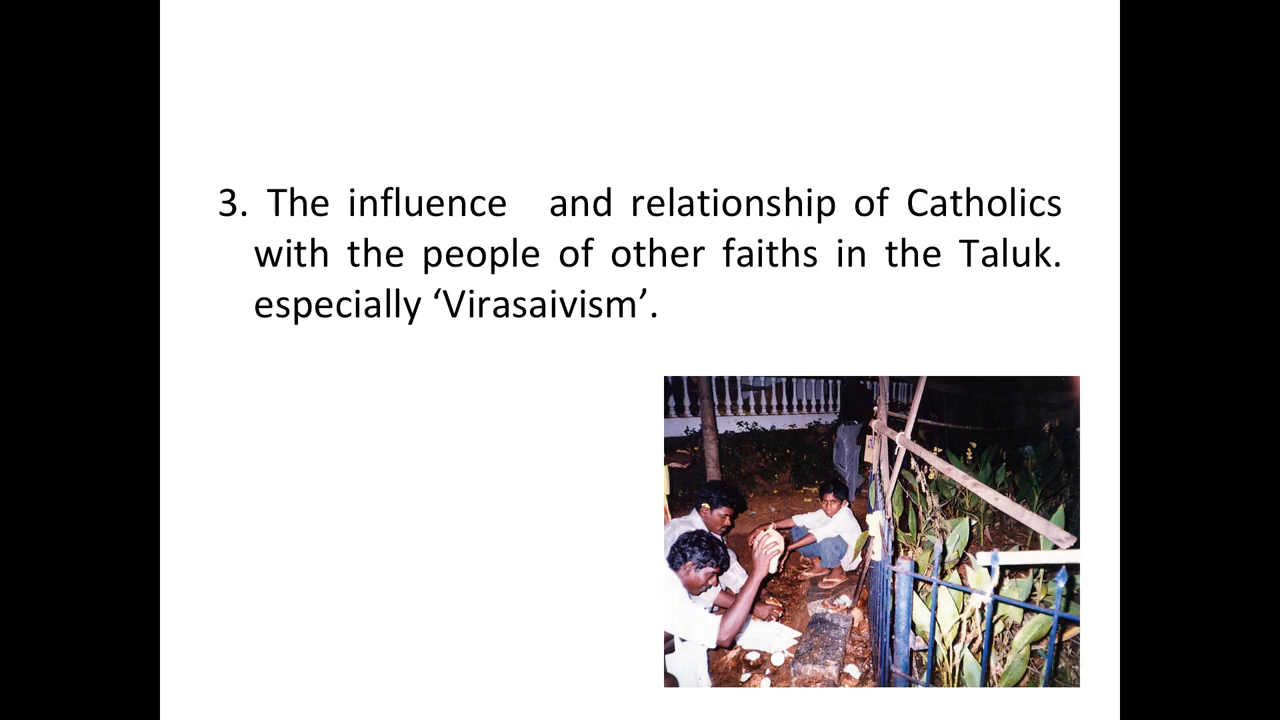 3. The influence and relationship of Catholics
with the people of other faiths in the Taluk.
especially ‘Virasaivism’.